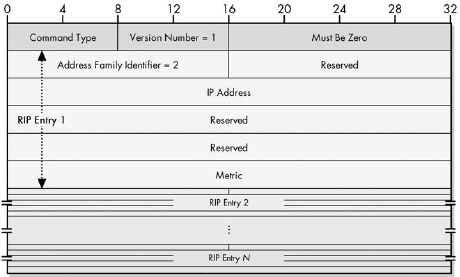 0 4 8 12 16 20 24 28 32
Command Type Version Number = 1 Must Be Zero
Address Family Identifier = 2 Reserved
IP Address
RIP Entry 1 Reserved
Reserved
Metric
RIP Entry 2
⋮
RIP Entry N